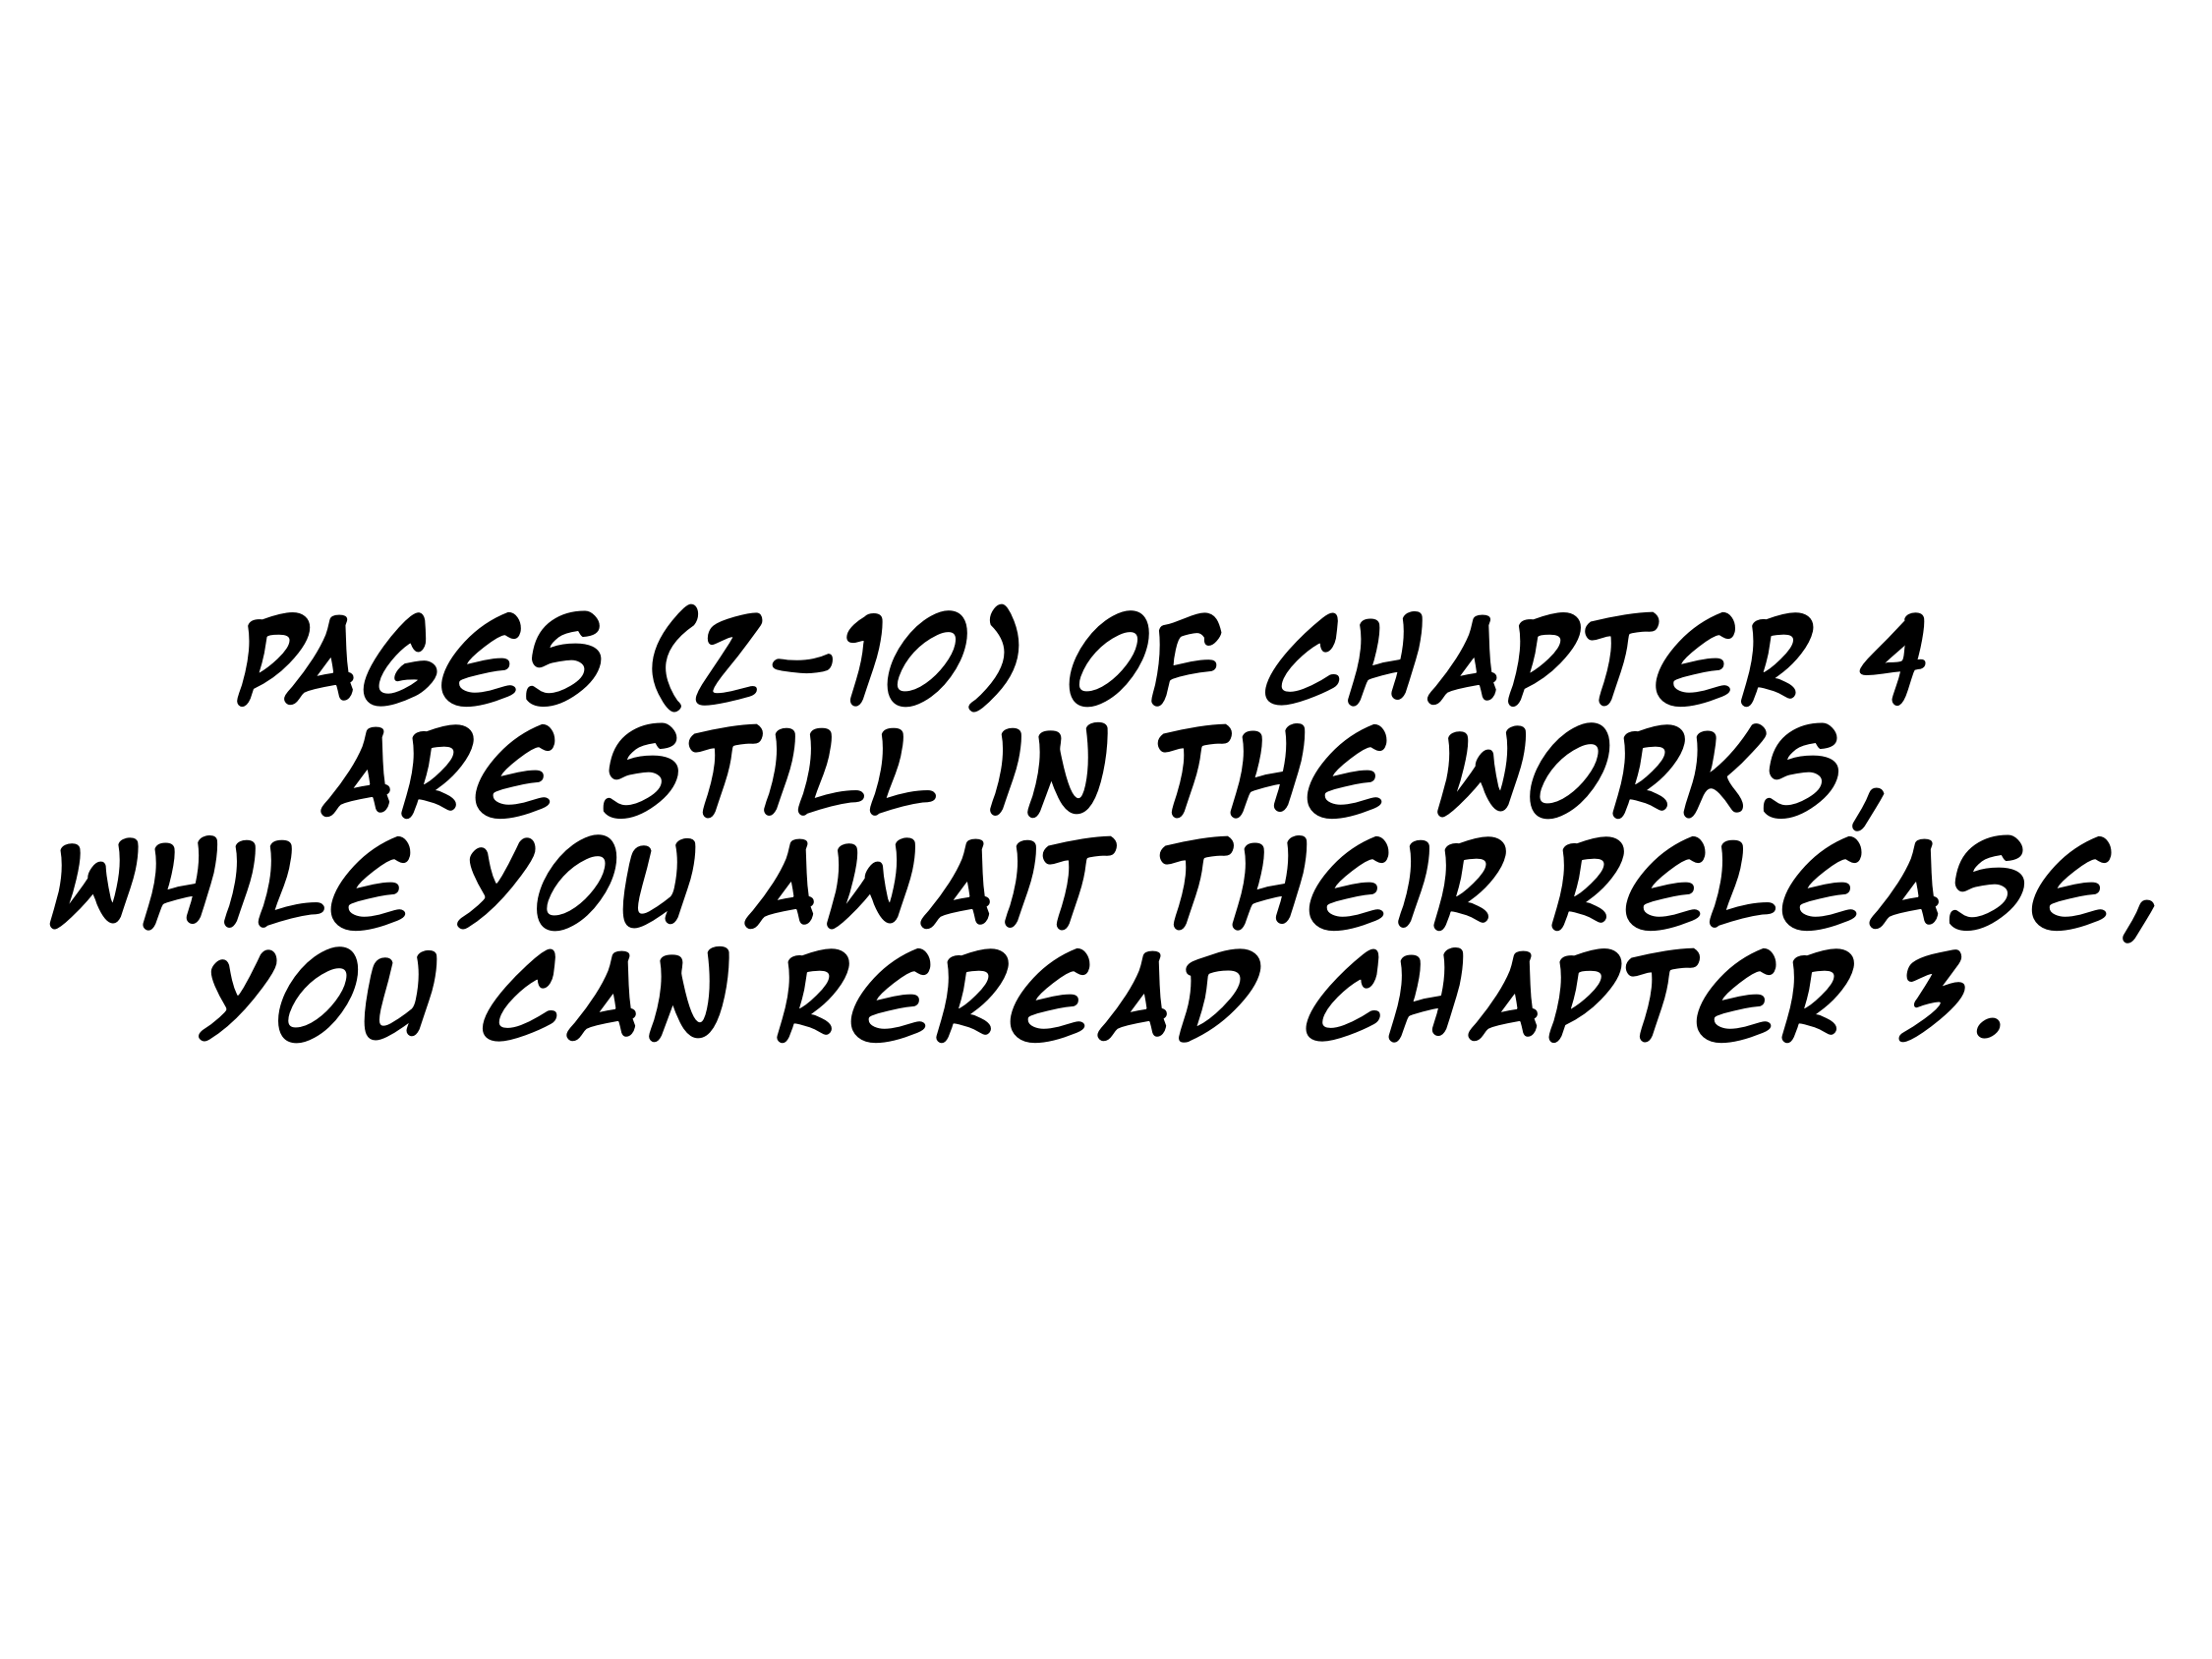 PAGES (2-10) OF CHAPTER 4
ARE STILL IN THE WORKS,
WHILE YOU AWAIT THEIR RELEASE,
YOU CAN REREAD CHAPTER 3.